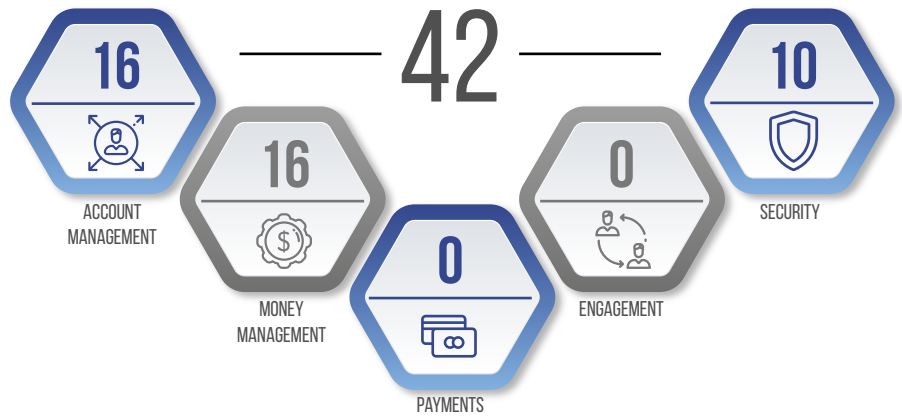 42
16
ACCOUNT
MANAGEMENT
16
$
MONEY
MANAGEMENT
0
PAYMENTS
0
ENGAGEMENT
10
SECURITY